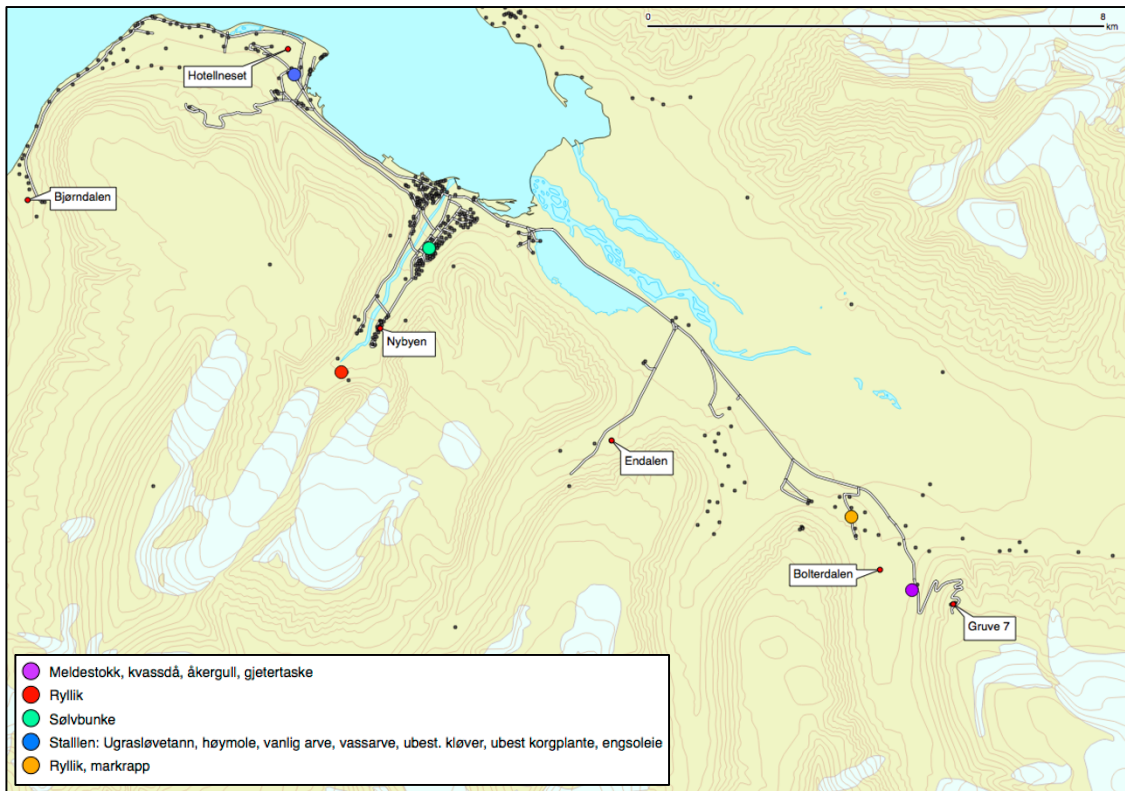 0
8
km
Hotellneset
Bjørndalen
Nybyen
Endalen
Bolterdalen
Gruve 7
Meldestokk, kvassdå, åkergull, gjetertaske
Ryllik
Sølvbunke
Stalllen: Ugrasløvetann, høymole, vanlig arve, vassarve, ubest. kløver, ubest korgplante, engsoleie
Ryllik, markrapp